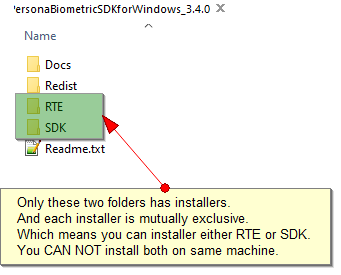 PersonaBiometricSDKforWindows_3.4.0
Name
Docs
Redist
RTE
SDK
Readme.txt
Only these two folders has installers.
And each installer is mutually exclusive.
Which means you can installer either RTE or SDK.
You CAN NOT install both on same machine.